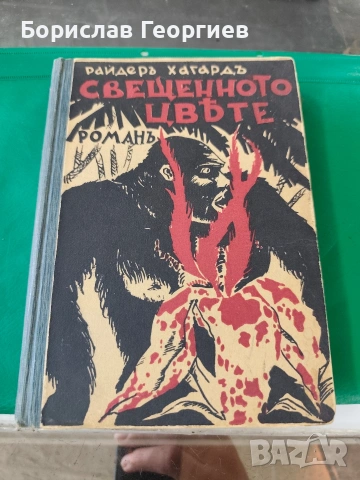 Борислав Георгиев
РАЙДЕРЪ ХАГАРДЪ
СВЕЩЕННОТО
ЦВѢТЕ
РОМАНЪ
BAZAR